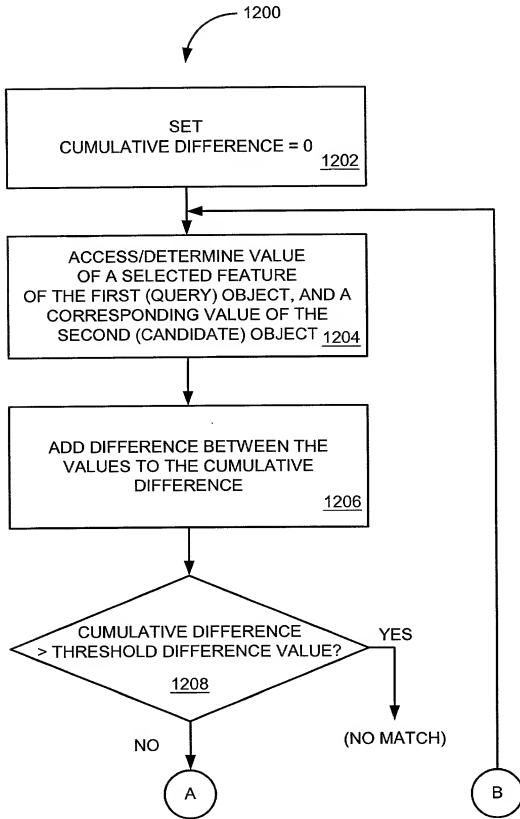 1200
SET
CUMULATIVE DIFFERENCE = 0
1202
ACCESS/DETERMINE VALUE
OF A SELECTED FEATURE
OF THE FIRST (QUERY) OBJECT, AND A
CORRESPONDING VALUE OF THE
SECOND (CANDIDATE) OBJECT
1204
ADD DIFFERENCE BETWEEN THE
VALUES TO THE CUMULATIVE
DIFFERENCE
1206
CUMULATIVE DIFFERENCE
> THRESHOLD DIFFERENCE VALUE?
1208
YES
(NO MATCH)
NO
A
B